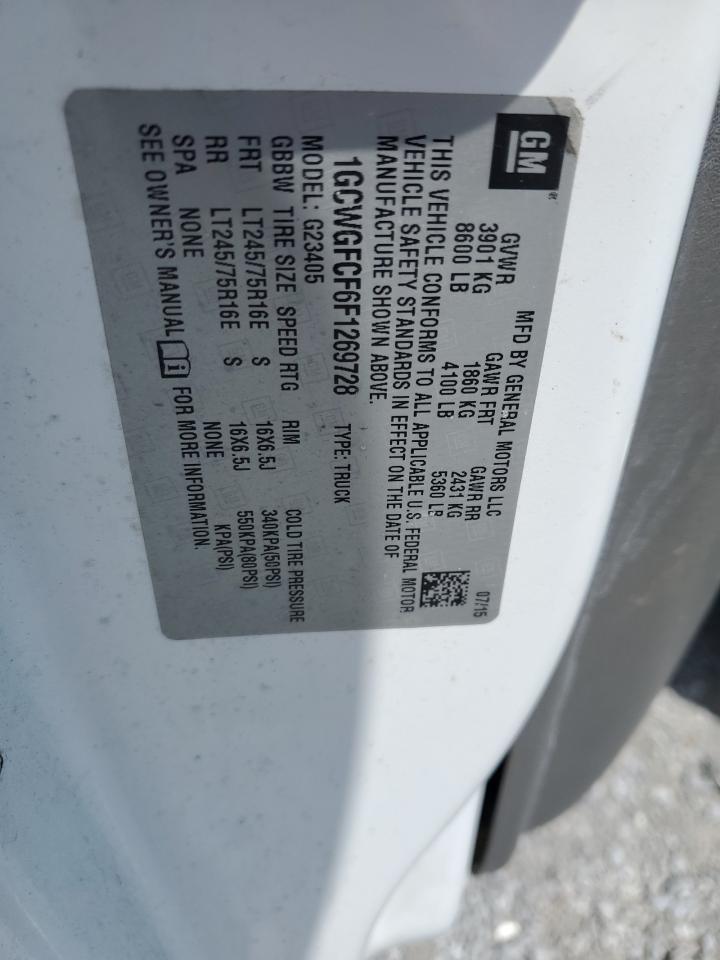 GM®
MFD BY GENERAL MOTORS LLC 07/15
GVWR GAWR FRT GAWR RR
3901 KG 1860 KG 2431 KG
8600 LB 4100 LB 5360 LB
THIS VEHICLE CONFORMS TO ALL APPLICABLE U.S. FEDERAL MOTOR
VEHICLE SAFETY STANDARDS IN EFFECT ON THE DATE OF
MANUFACTURE SHOWN ABOVE.
1GCWGFCF6F1269728 TYPE: TRUCK
MODEL: G23405
GBBW TIRE SIZE SPEED RTG RIM COLD TIRE PRESSURE
FRT LT245/75R16E S 16X6.5J 340KPA(50PSI)
RR LT245/75R16E S 16X6.5J 550KPA(80PSI)
SPA NONE NONE KPA(PSI)
SEE OWNER'S MANUAL FOR MORE INFORMATION.